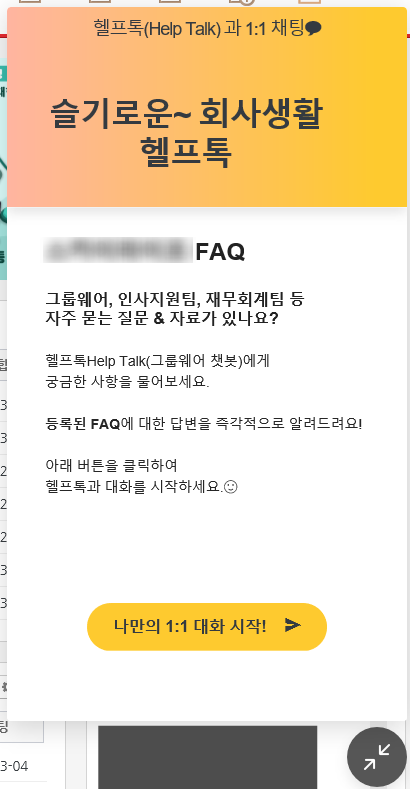 헬프톡(Help Talk) 과 1:1 채팅
슬기로운~ 회사생활
헬프톡
FAQ
그룹웨어, 인사지원팀, 재무회계팀 등
자주 묻는 질문 & 자료가 있나요?
헬프톡Help Talk(그룹웨어 챗봇)에게
궁금한 사항을 물어보세요.
등록된 FAQ에 대한 답변을 즉각적으로 알려드려요!
아래 버튼을 클릭하여
헬프톡과 대화를 시작하세요.
나만의 1:1 대화 시작!
팅
3-04